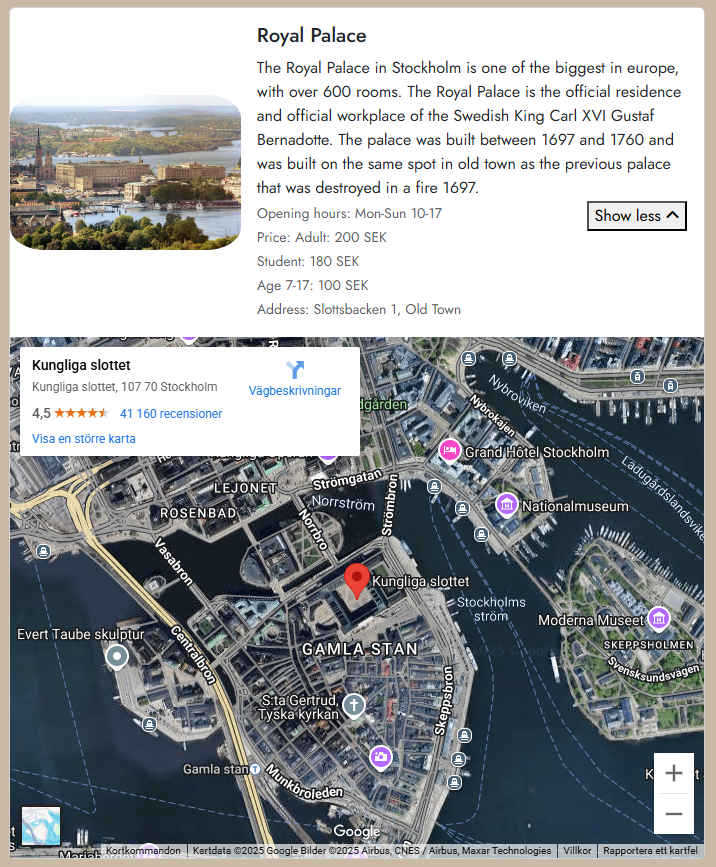 Royal Palace
The Royal Palace in Stockholm is one of the biggest in europe,
with over 600 rooms. The Royal Palace is the official residence
and official workplace of the Swedish King Carl XVI Gustaf
Bernadotte. The palace was built between 1697 and 1760 and
was built on the same spot in old town as the previous palace
that was destroyed in a fire 1697.
Opening hours: Mon-Sun 10-17
Show less
Price: Adult: 200 SEK
Student: 180 SEK
Age 7-17: 100 SEK
Address: Slottsbacken 1, Old Town
Kungliga slottet
Kungliga slottet, 107 70 Stockholm
Vägbeskrivningar
4,5
41 160 recensioner
Visa en större karta
Nybroviken
Nybrokajen
Grand Hôtel Stockholm
Strömgatan
LEJONET
Norrström
Strömbron
ROSENBAD
Norrbro
Nationalmuseum
Vasabron
Kungliga slottet
Stockholms
ström
Evert Taube skulptur
Moderna Museet
Centralbron
GAMLA STAN
SKEPPSHOLMEN
Svensksundsvägen
S:ta Gertrud,
Tyska kyrkan
Skeppsbron
Gamla stan
T
Munkbroleden
Google
Kortkommandon
Kartdata ©2025 Google Bilder ©2025 Airbus, CNES / Airbus, Maxar Technologies
Villkor
Rapportera ett kartfel